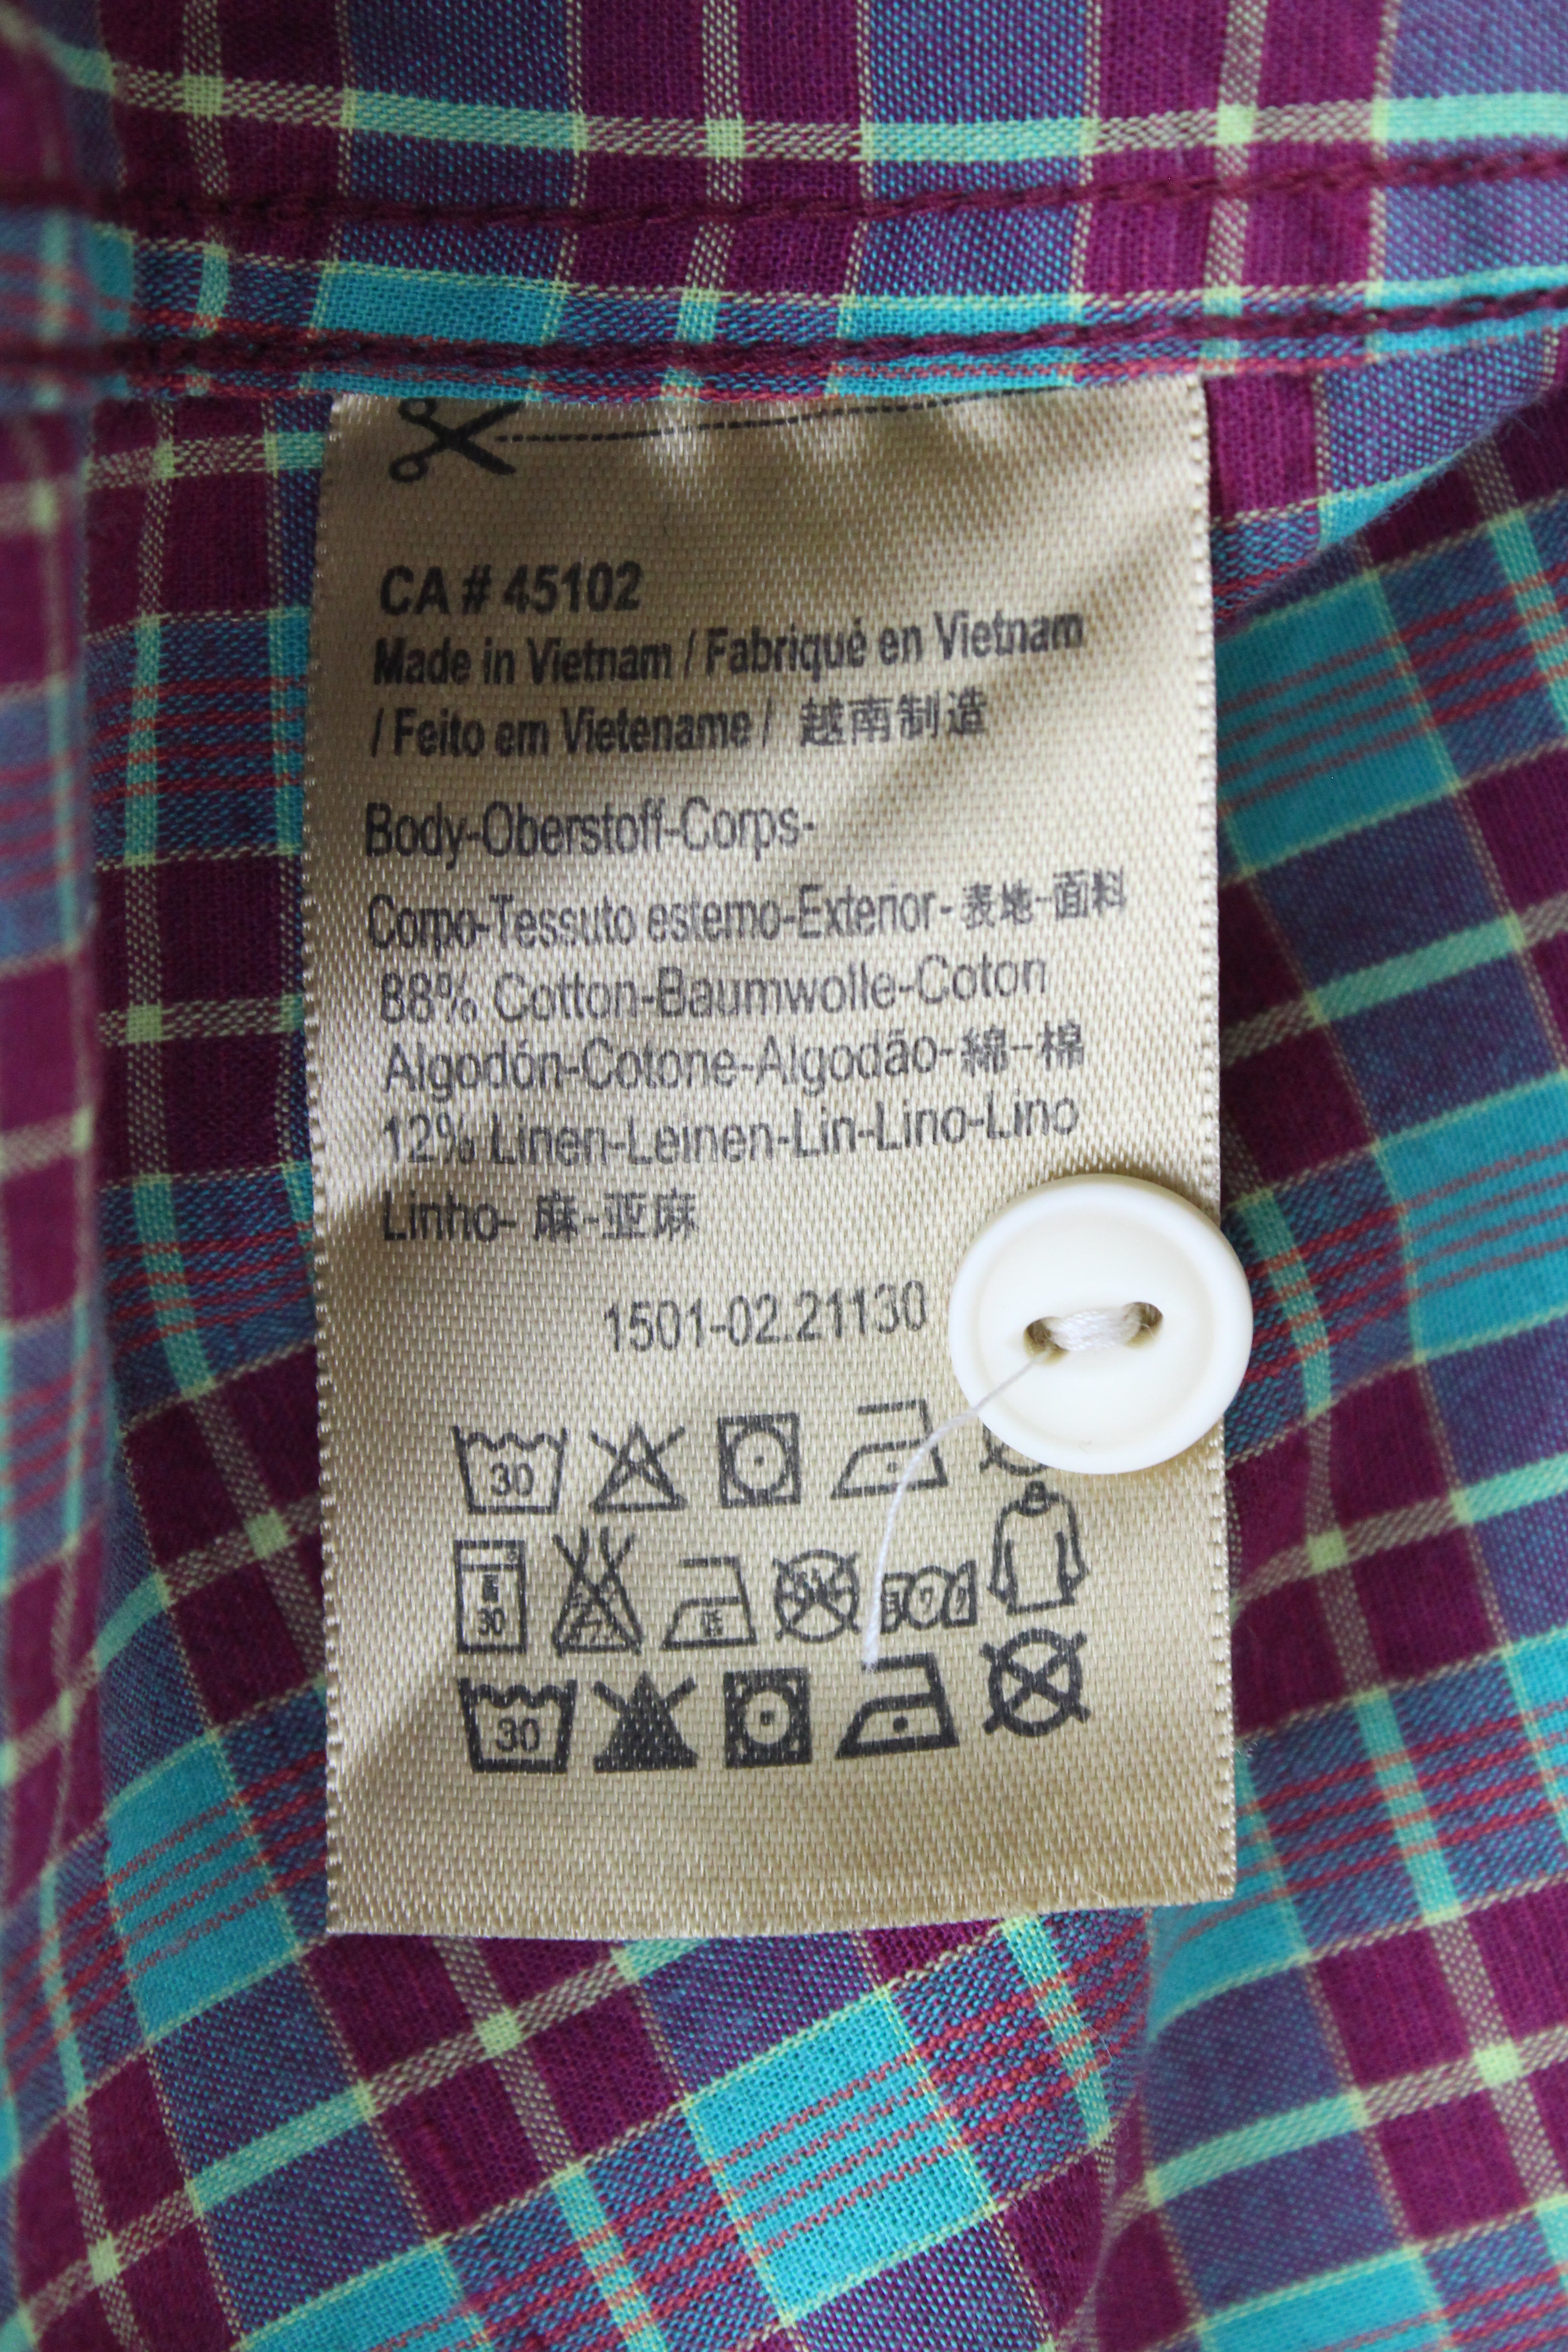 CA # 45102
Made in Vietnam / Fabriqué en Vietnam
/ Feito em Vietename / 越南制造
Body-Oberstoff-Corps-
Corpo-Tessuto esterno-Exterior-表地-面料
88% Cotton-Baumwolle-Coton
Algodón-Cotone-Algodão-綿-棉
12% Linen-Leinen-Lin-Lino-Lino
Linho- 麻-亚麻
1501-02.21130
30
30
30